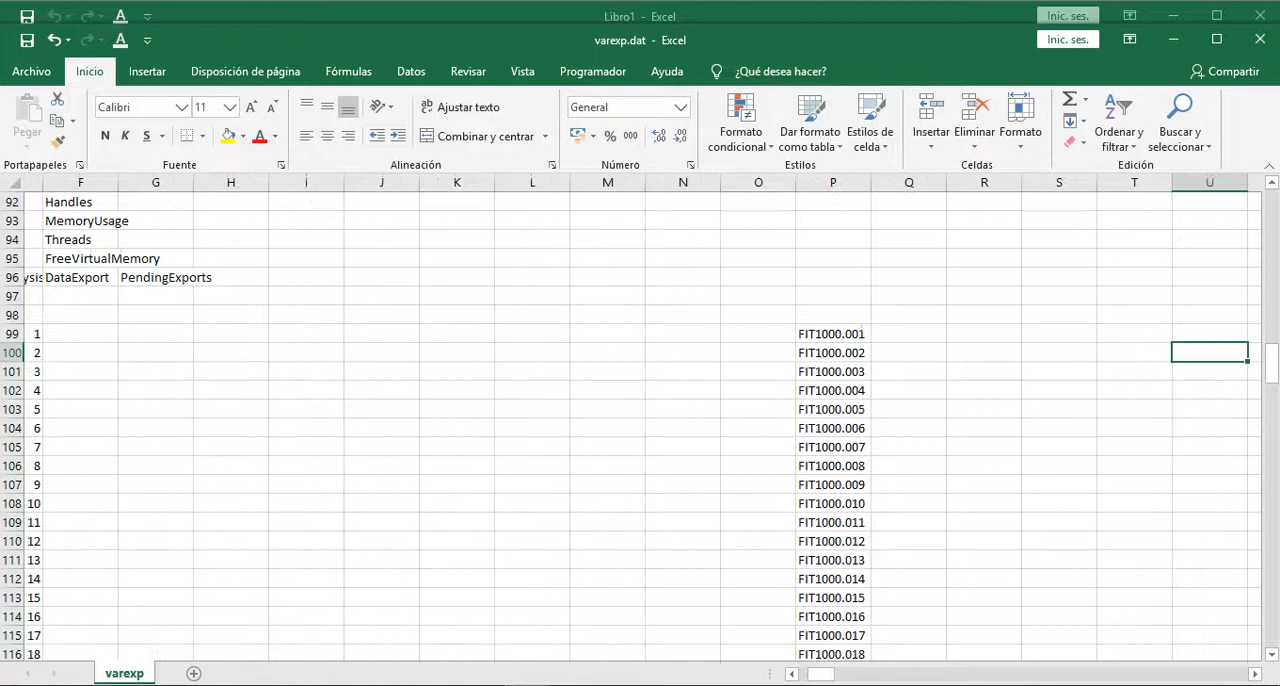 Libro1 - Excel
Inic. ses.
varexp.dat - Excel
Inic. ses.
Archivo Inicio Insertar Disposición de página Fórmulas Datos Revisar Vista Programador Ayuda ¿Qué desea hacer? Compartir
Pegar
Calibri 11
Ajustar texto
General
N K S
Combinar y centrar
% 000
Formato condicional
Dar formato como tabla
Estilos de celda
Insertar Eliminar Formato
Ordenar y filtrar
Buscar y seleccionar
Portapapeles Fuente Alineación Número Estilos Celdas Edición
F G H I J K L M N O P Q R S T U
92 Handles
93 MemoryUsage
94 Threads
95 FreeVirtualMemory
96 ysis DataExport PendingExports
97
98
99 1 FIT1000.001
100 2 FIT1000.002
101 3 FIT1000.003
102 4 FIT1000.004
103 5 FIT1000.005
104 6 FIT1000.006
105 7 FIT1000.007
106 8 FIT1000.008
107 9 FIT1000.009
108 10 FIT1000.010
109 11 FIT1000.011
110 12 FIT1000.012
111 13 FIT1000.013
112 14 FIT1000.014
113 15 FIT1000.015
114 16 FIT1000.016
115 17 FIT1000.017
116 18 FIT1000.018
varexp